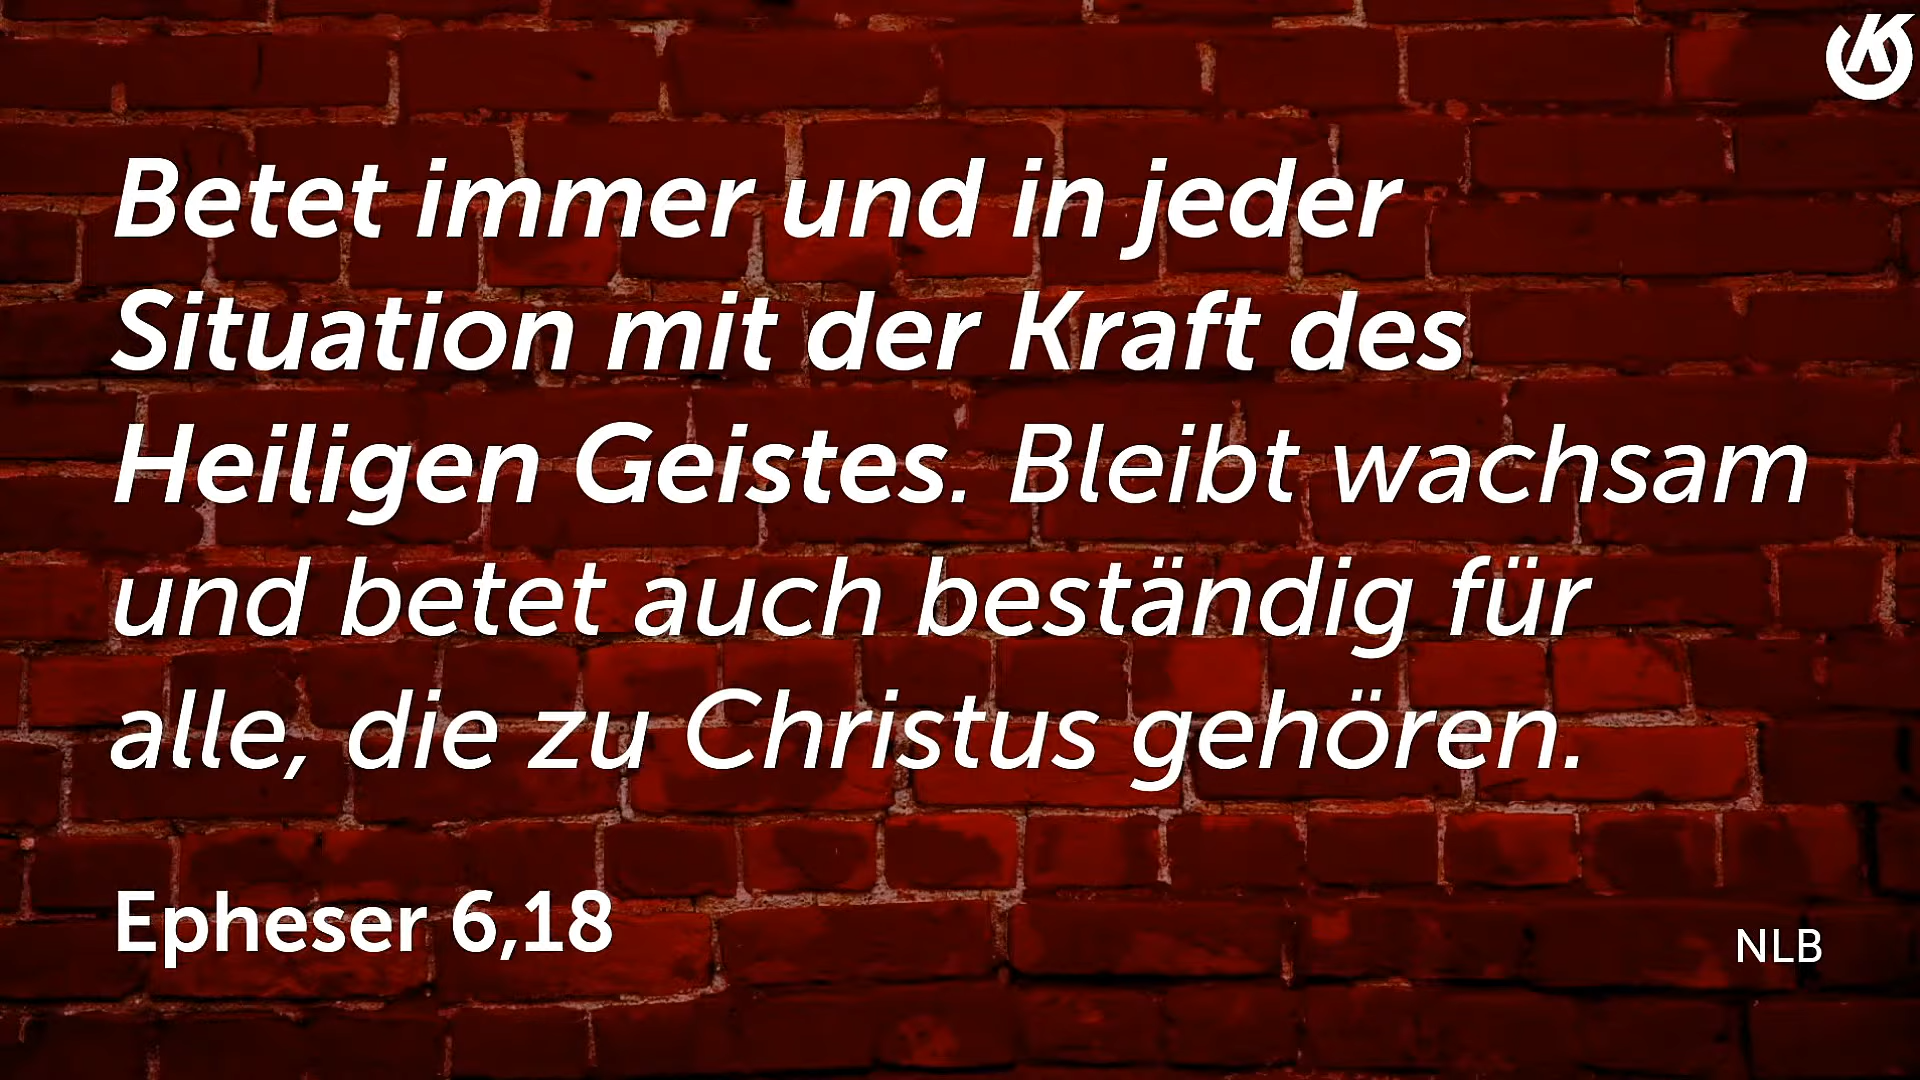 Betet immer und in jeder
Situation mit der Kraft des
Heiligen Geistes. Bleibt wachsam
und betet auch beständig für
alle, die zu Christus gehören.
Epheser 6,18
NLB